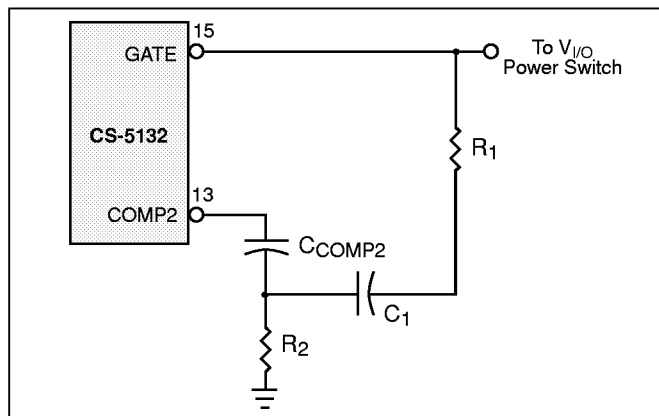 15
GATE
To V_I/O
Power Switch
CS-5132
R1
13
COMP2
CCOMP2
C1
R2